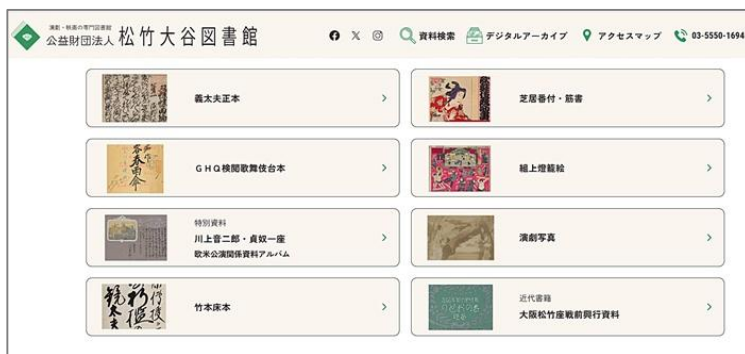 演劇・映画の専門図書館
公益財団法人 松竹大谷図書館
資料検索
デジタルアーカイブ
アクセスマップ
03-5550-1694
義太夫正本
芝居番付・筋書
GHQ検閲歌舞伎台本
組上燈籠絵
特別資料
川上音二郎・貞奴一座
欧米公演関係資料アルバム
演劇写真
竹本床本
近代書籍
大阪松竹座戦前興行資料